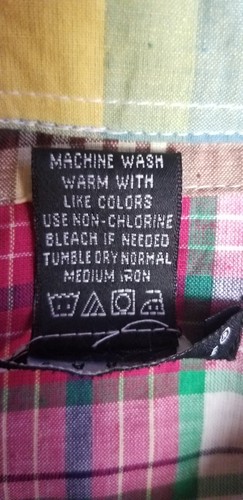 MACHINE WASH
WARM WITH
LIKE COLORS
USE NON-CHLORINE
BLEACH IF NEEDED
TUMBLE DRY NORMAL
MEDIUM IRON